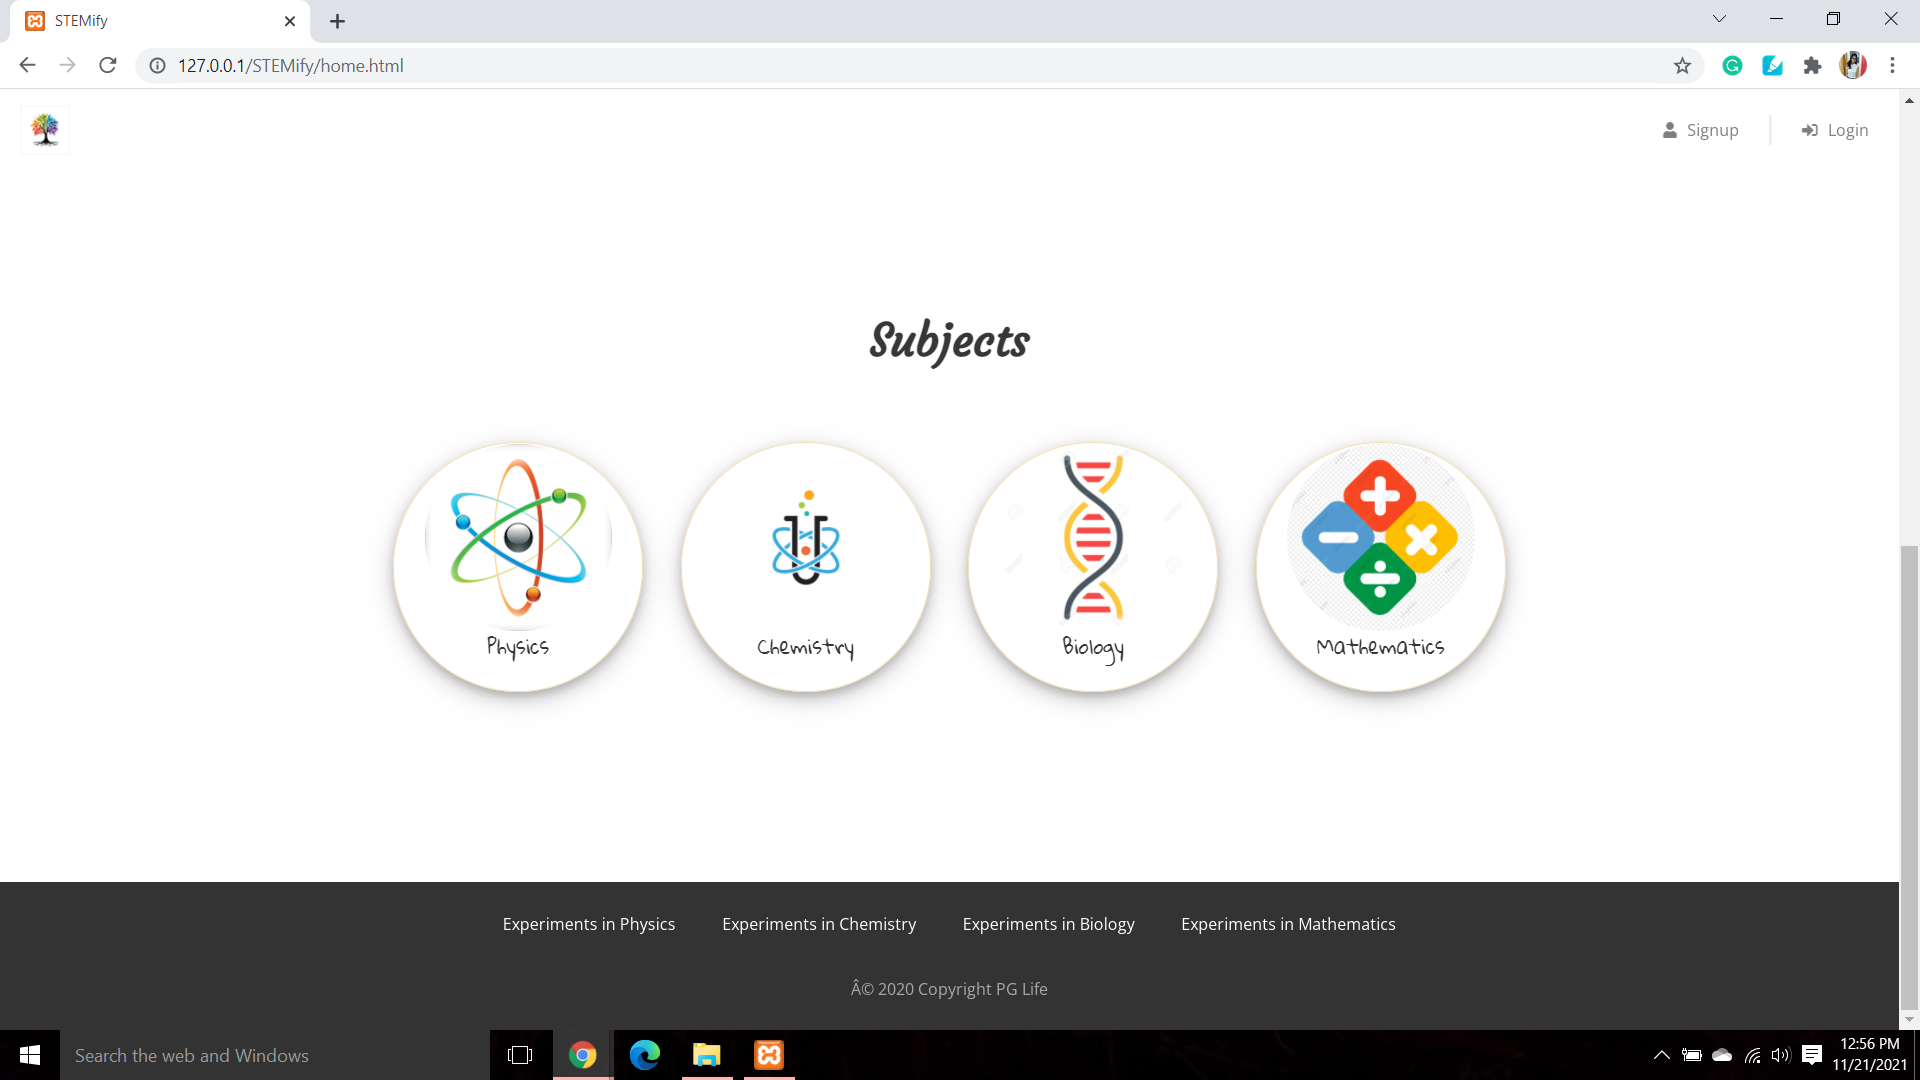 STEMify
127.0.0.1/STEMify/home.html
Signup
Login
Subjects
Physics
Chemistry
Biology
Mathematics
Experiments in Physics
Experiments in Chemistry
Experiments in Biology
Experiments in Mathematics
Â© 2020 Copyright PG Life
Search the web and Windows
12:56 PM
11/21/2021